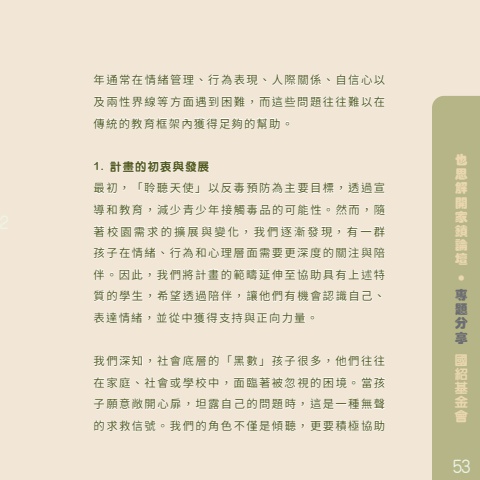 年通常在情緒管理、行為表現、人際關係、自信心以
及兩性界線等方面遇到困難，而這些問題往往難以在
傳統的教育框架內獲得足夠的幫助。
1. 計畫的初衷與發展
最初，「聆聽天使」以反毒預防為主要目標，透過宣
導和教育，減少青少年接觸毒品的可能性。然而，隨
著校園需求的擴展與變化，我們逐漸發現，有一群
孩子在情緒、行為和心理層面需要更深度的關注與陪
伴。因此，我們將計畫的範疇延伸至協助具有上述特
質的學生，希望透過陪伴，讓他們有機會認識自己、
表達情緒，並從中獲得支持與正向力量。
我們深知，社會底層的「黑數」孩子很多，他們往往
在家庭、社會或學校中，面臨著被忽視的困境。當孩
子願意敞開心扉，坦露自己的問題時，這是一種無聲
的求救信號。我們的角色不僅是傾聽，更要積極協助
專題分享
國紹基金會
53